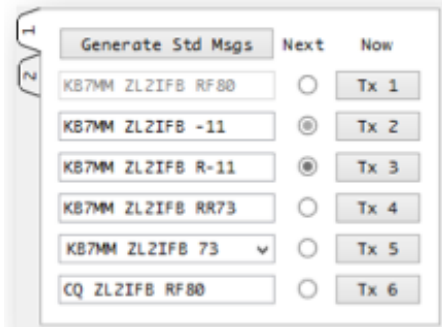 1
2
Generate Std Msgs Next Now
KB7MM ZL2IFB RF80 Tx 1
KB7MM ZL2IFB -11 Tx 2
KB7MM ZL2IFB R-11 Tx 3
KB7MM ZL2IFB RR73 Tx 4
KB7MM ZL2IFB 73 Tx 5
CQ ZL2IFB RF80 Tx 6